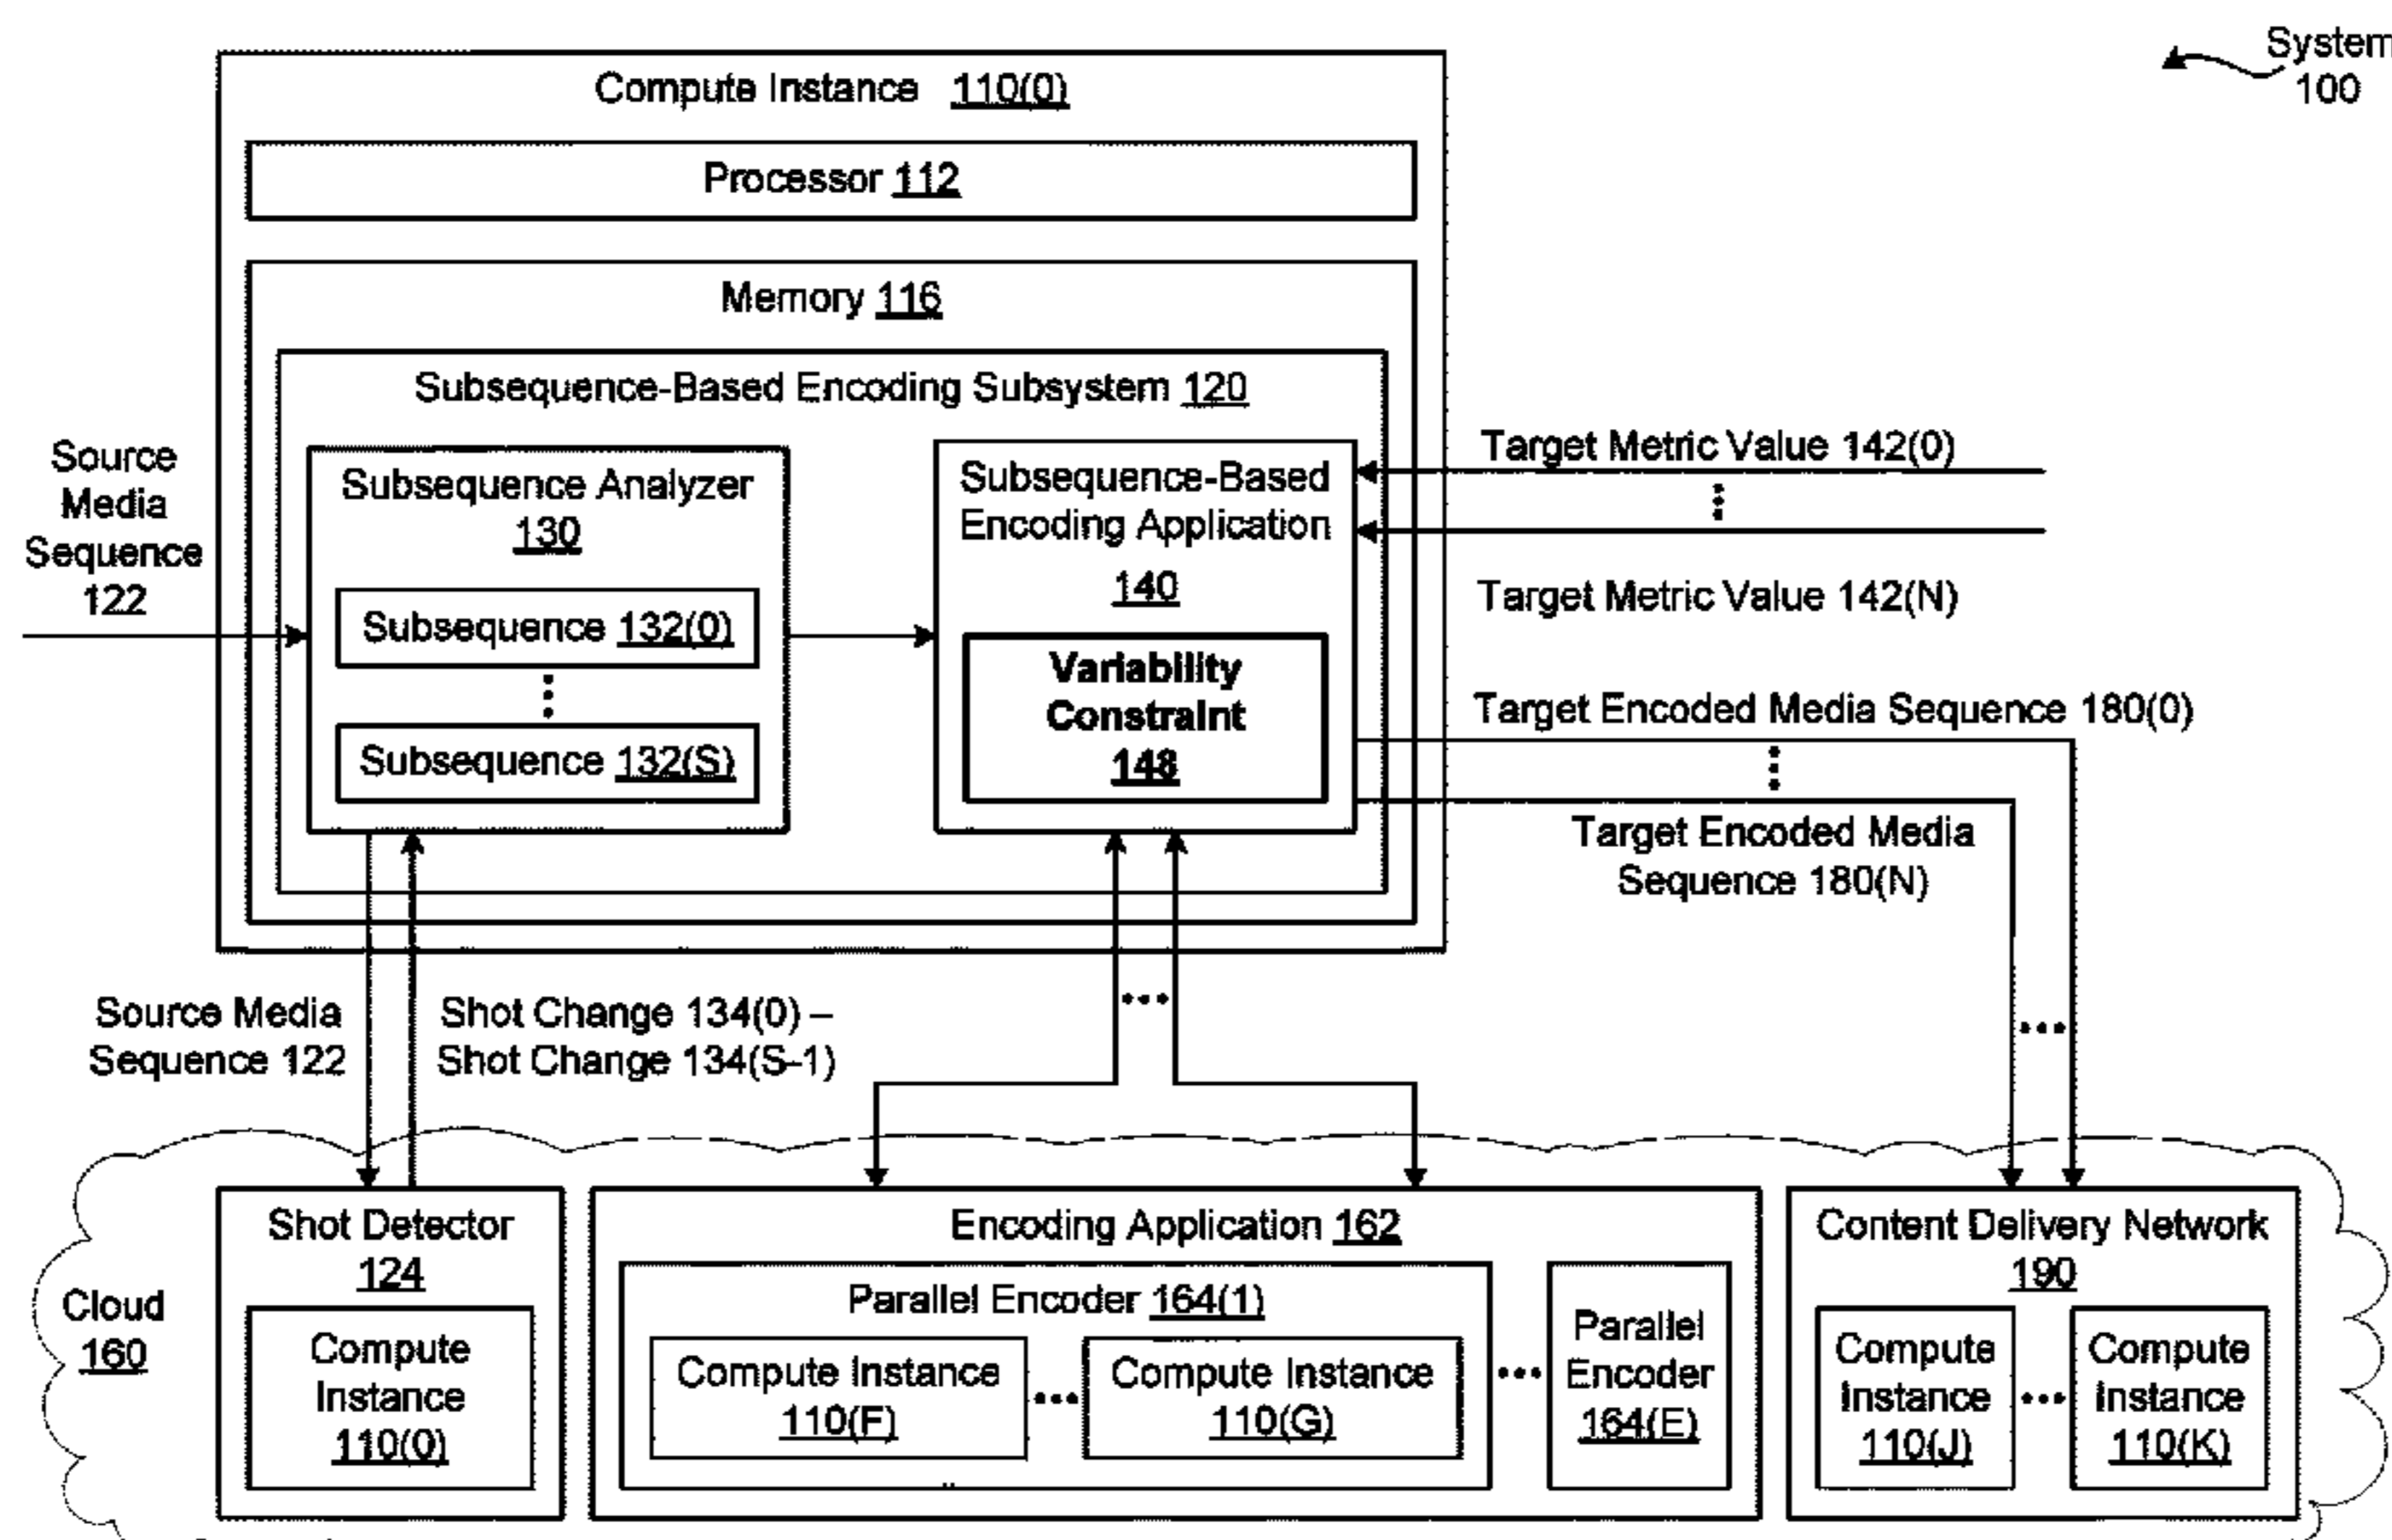 System
100
Compute Instance 110(0)
Processor 112
Memory 116
Subsequence-Based Encoding Subsystem 120
Source
Media
Sequence
122
Subsequence Analyzer
130
Subsequence 132(0)
Subsequence 132(S)
Subsequence-Based
Encoding Application
140
Variability
Constraint
148
Target Metric Value 142(0)
Target Metric Value 142(N)
Target Encoded Media Sequence 180(0)
Target Encoded Media
Sequence 180(N)
Source Media
Sequence 122
Shot Change 134(0) –
Shot Change 134(S-1)
Cloud
160
Shot Detector
124
Compute
Instance
110(0)
Encoding Application 162
Parallel Encoder 164(1)
Compute Instance
110(F)
Compute Instance
110(G)
Parallel
Encoder
164(E)
Content Delivery Network
190
Compute
Instance
110(J)
Compute
Instance
110(K)